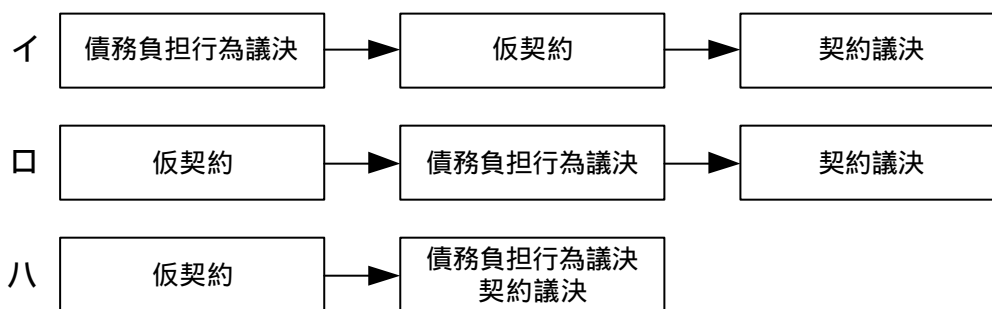 イ 債務負担行為議決 仮契約 契約議決
ロ 仮契約 債務負担行為議決 契約議決
ハ 仮契約 債務負担行為議決
契約議決